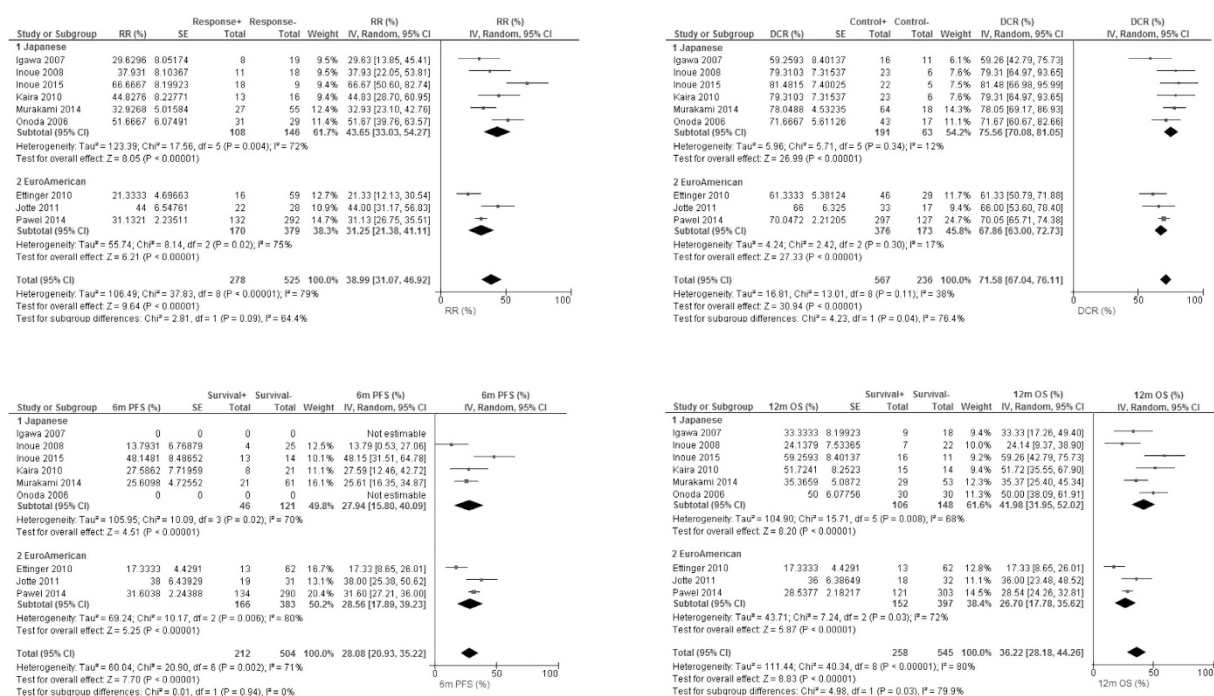 Response+ Response- RR (%) RR (%)
Study or Subgroup RR (%) SE Total Total Weight IV, Random, 95% CI IV, Random, 95% CI
1 Japanese
Igawa 2007 29.6296 8.05174 8 19 9.5% 29.63 [13.85, 45.41]
Inoue 2008 37.931 8.10367 11 18 9.5% 37.93 [22.05, 53.81]
Inoue 2015 66.6667 8.19923 18 9 9.5% 66.67 [50.60, 82.74]
Kaira 2010 44.8276 8.22771 13 16 9.4% 44.83 [28.70, 60.95]
Murakami 2014 32.9268 5.01584 27 55 12.4% 32.93 [23.10, 42.76]
Onoda 2006 51.6667 6.07491 31 29 11.4% 51.67 [39.76, 63.57]
Subtotal (95% CI) 108 146 61.7% 43.65 [33.03, 54.27]
Heterogeneity: Tau² = 123.39; Chi² = 17.56, df = 5 (P = 0.004); I² = 72%
Test for overall effect: Z = 8.05 (P < 0.00001)
2 EuroAmerican
Ettinger 2010 21.3333 4.69663 16 59 12.7% 21.33 [12.13, 30.54]
Jotte 2011 44 6.54761 22 28 10.9% 44.00 [31.17, 56.83]
Pawel 2014 31.1321 2.23511 132 292 14.7% 31.13 [26.75, 35.51]
Subtotal (95% CI) 170 379 38.3% 31.25 [21.38, 41.11]
Heterogeneity: Tau² = 55.74; Chi² = 8.14, df = 2 (P = 0.02); I² = 75%
Test for overall effect: Z = 6.21 (P < 0.00001)
Total (95% CI) 278 525 100.0% 38.99 [31.07, 46.92]
Heterogeneity: Tau² = 106.49; Chi² = 37.83, df = 8 (P < 0.00001); I² = 79%
Test for overall effect: Z = 9.64 (P < 0.00001)
Test for subgroup differences: Chi² = 2.81, df = 1 (P = 0.09), I² = 64.4%
0 50 100
RR (%)
Control+ Control- DCR (%) DCR (%)
Study or Subgroup DCR (%) SE Total Total Weight IV, Random, 95% CI IV, Random, 95% CI
1 Japanese
Igawa 2007 59.2593 8.40137 16 11 6.1% 59.26 [42.79, 75.73]
Inoue 2008 79.3103 7.31537 23 6 7.6% 79.31 [64.97, 93.65]
Inoue 2015 81.4815 7.40025 22 5 7.4% 81.48 [66.98, 95.99]
Kaira 2010 79.3103 7.31537 23 6 7.6% 79.31 [64.97, 93.65]
Murakami 2014 78.0488 4.53235 64 18 14.3% 78.05 [69.17, 86.93]
Onoda 2006 71.6667 5.61126 43 17 11.1% 71.67 [60.67, 82.66]
Subtotal (95% CI) 191 63 54.2% 75.56 [70.08, 81.05]
Heterogeneity: Tau² = 5.96; Chi² = 5.71, df = 5 (P = 0.34); I² = 12%
Test for overall effect: Z = 26.99 (P < 0.00001)
2 EuroAmerican
Ettinger 2010 61.3333 5.38124 46 29 11.7% 61.33 [50.79, 71.88]
Jotte 2011 66 6.325 33 17 9.4% 66.00 [53.60, 78.40]
Pawel 2014 70.0472 2.21205 297 127 24.7% 70.05 [65.71, 74.38]
Subtotal (95% CI) 376 173 45.8% 67.86 [63.00, 72.73]
Heterogeneity: Tau² = 4.24; Chi² = 2.42, df = 2 (P = 0.30); I² = 17%
Test for overall effect: Z = 27.33 (P < 0.00001)
Total (95% CI) 567 236 100.0% 71.58 [67.04, 76.11]
Heterogeneity: Tau² = 16.81; Chi² = 13.01, df = 8 (P = 0.11); I² = 38%
Test for overall effect: Z = 30.94 (P < 0.00001)
Test for subgroup differences: Chi² = 4.23, df = 1 (P = 0.04), I² = 76.4%
0 50 100
DCR (%)
Survival+ Survival- 6m PFS (%) 6m PFS (%)
Study or Subgroup 6m PFS (%) SE Total Total Weight IV, Random, 95% CI IV, Random, 95% CI
1 Japanese
Igawa 2007 0 0 0 0 Not estimable
Inoue 2008 13.7931 6.76879 4 25 12.5% 13.79 [0.53, 27.06]
Inoue 2015 48.1481 8.48652 13 14 10.1% 48.15 [31.51, 64.78]
Kaira 2010 27.5862 7.71959 8 21 11.1% 27.59 [12.46, 42.72]
Murakami 2014 25.6098 4.72552 21 61 16.1% 25.61 [16.35, 34.87]
Onoda 2006 0 0 0 0 Not estimable
Subtotal (95% CI) 46 121 49.8% 27.94 [15.80, 40.09]
Heterogeneity: Tau² = 105.95; Chi² = 10.09, df = 3 (P = 0.02); I² = 70%
Test for overall effect: Z = 4.51 (P < 0.00001)
2 EuroAmerican
Ettinger 2010 17.3333 4.4291 13 62 16.7% 17.33 [8.65, 26.01]
Jotte 2011 38 6.43929 19 31 13.1% 38.00 [25.38, 50.62]
Pawel 2014 31.6038 2.24388 134 290 20.4% 31.60 [27.21, 36.00]
Subtotal (95% CI) 166 383 50.2% 28.56 [17.89, 39.23]
Heterogeneity: Tau² = 69.24; Chi² = 10.17, df = 2 (P = 0.006); I² = 80%
Test for overall effect: Z = 5.25 (P < 0.00001)
Total (95% CI) 212 504 100.0% 28.08 [20.93, 35.22]
Heterogeneity: Tau² = 60.04; Chi² = 20.90, df = 6 (P = 0.002); I² = 71%
Test for overall effect: Z = 7.70 (P < 0.00001)
Test for subgroup differences: Chi² = 0.01, df = 1 (P = 0.94), I² = 0%
0 50 100
6m PFS (%)
Survival+ Survival- 12m OS (%) 12m OS (%)
Study or Subgroup 12m OS (%) SE Total Total Weight IV, Random, 95% CI IV, Random, 95% CI
1 Japanese
Igawa 2007 33.3333 8.19923 9 18 9.4% 33.33 [17.26, 49.40]
Inoue 2008 24.1379 7.53365 7 22 10.0% 24.14 [9.37, 38.90]
Inoue 2015 59.2593 8.40137 16 11 9.2% 59.26 [42.79, 75.73]
Kaira 2010 51.7241 8.2523 15 14 9.3% 51.72 [35.55, 67.90]
Murakami 2014 35.3659 5.0872 29 53 12.3% 35.37 [25.40, 45.34]
Onoda 2006 50 6.07756 30 30 11.4% 50.00 [38.09, 61.91]
Subtotal (95% CI) 106 148 61.6% 41.98 [31.95, 52.02]
Heterogeneity: Tau² = 104.90; Chi² = 15.71, df = 5 (P = 0.008); I² = 68%
Test for overall effect: Z = 8.20 (P < 0.00001)
2 EuroAmerican
Ettinger 2010 17.3333 4.4291 13 62 12.8% 17.33 [8.65, 26.01]
Jotte 2011 36 6.38649 18 32 11.1% 36.00 [23.48, 48.52]
Pawel 2014 28.5377 2.18217 121 303 14.5% 28.54 [24.26, 32.81]
Subtotal (95% CI) 152 397 38.4% 26.70 [17.78, 35.62]
Heterogeneity: Tau² = 43.71; Chi² = 7.24, df = 2 (P = 0.03); I² = 72%
Test for overall effect: Z = 5.87 (P < 0.00001)
Total (95% CI) 258 545 100.0% 36.22 [28.18, 44.26]
Heterogeneity: Tau² = 111.44; Chi² = 40.34, df = 8 (P < 0.00001); I² = 80%
Test for overall effect: Z = 8.83 (P < 0.00001)
Test for subgroup differences: Chi² = 4.98, df = 1 (P = 0.03), I² = 79.9%
0 50 100
12m OS (%)